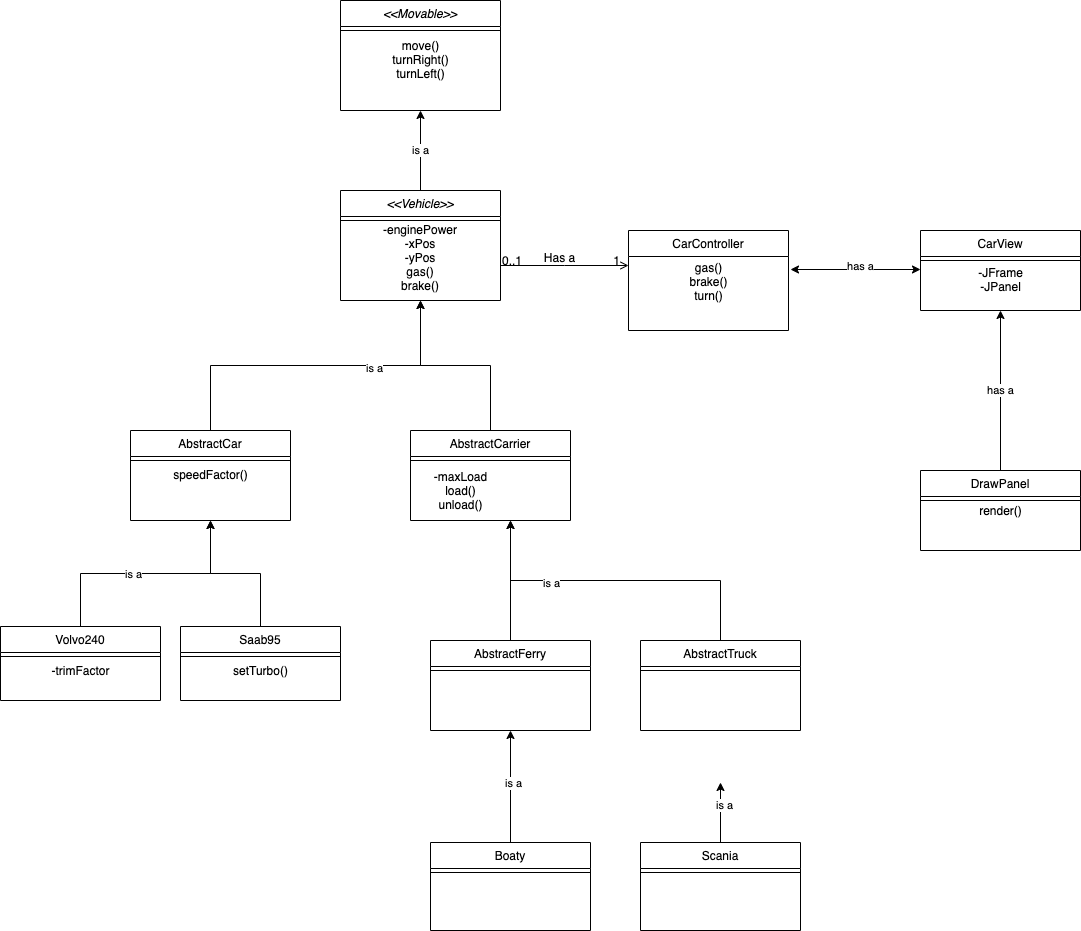 <<Movable>>
move()
turnRight()
turnLeft()
is a
<<Vehicle>>
-enginePower
-xPos
-yPos
gas()
brake()
0..1
Has a
1
CarController
gas()
brake()
turn()
has a
CarView
-JFrame
-JPanel
is a
has a
AbstractCar
speedFactor()
AbstractCarrier
-maxLoad
load()
unload()
DrawPanel
render()
is a
is a
Volvo240
-trimFactor
Saab95
setTurbo()
AbstractFerry
AbstractTruck
is a
is a
Boaty
Scania